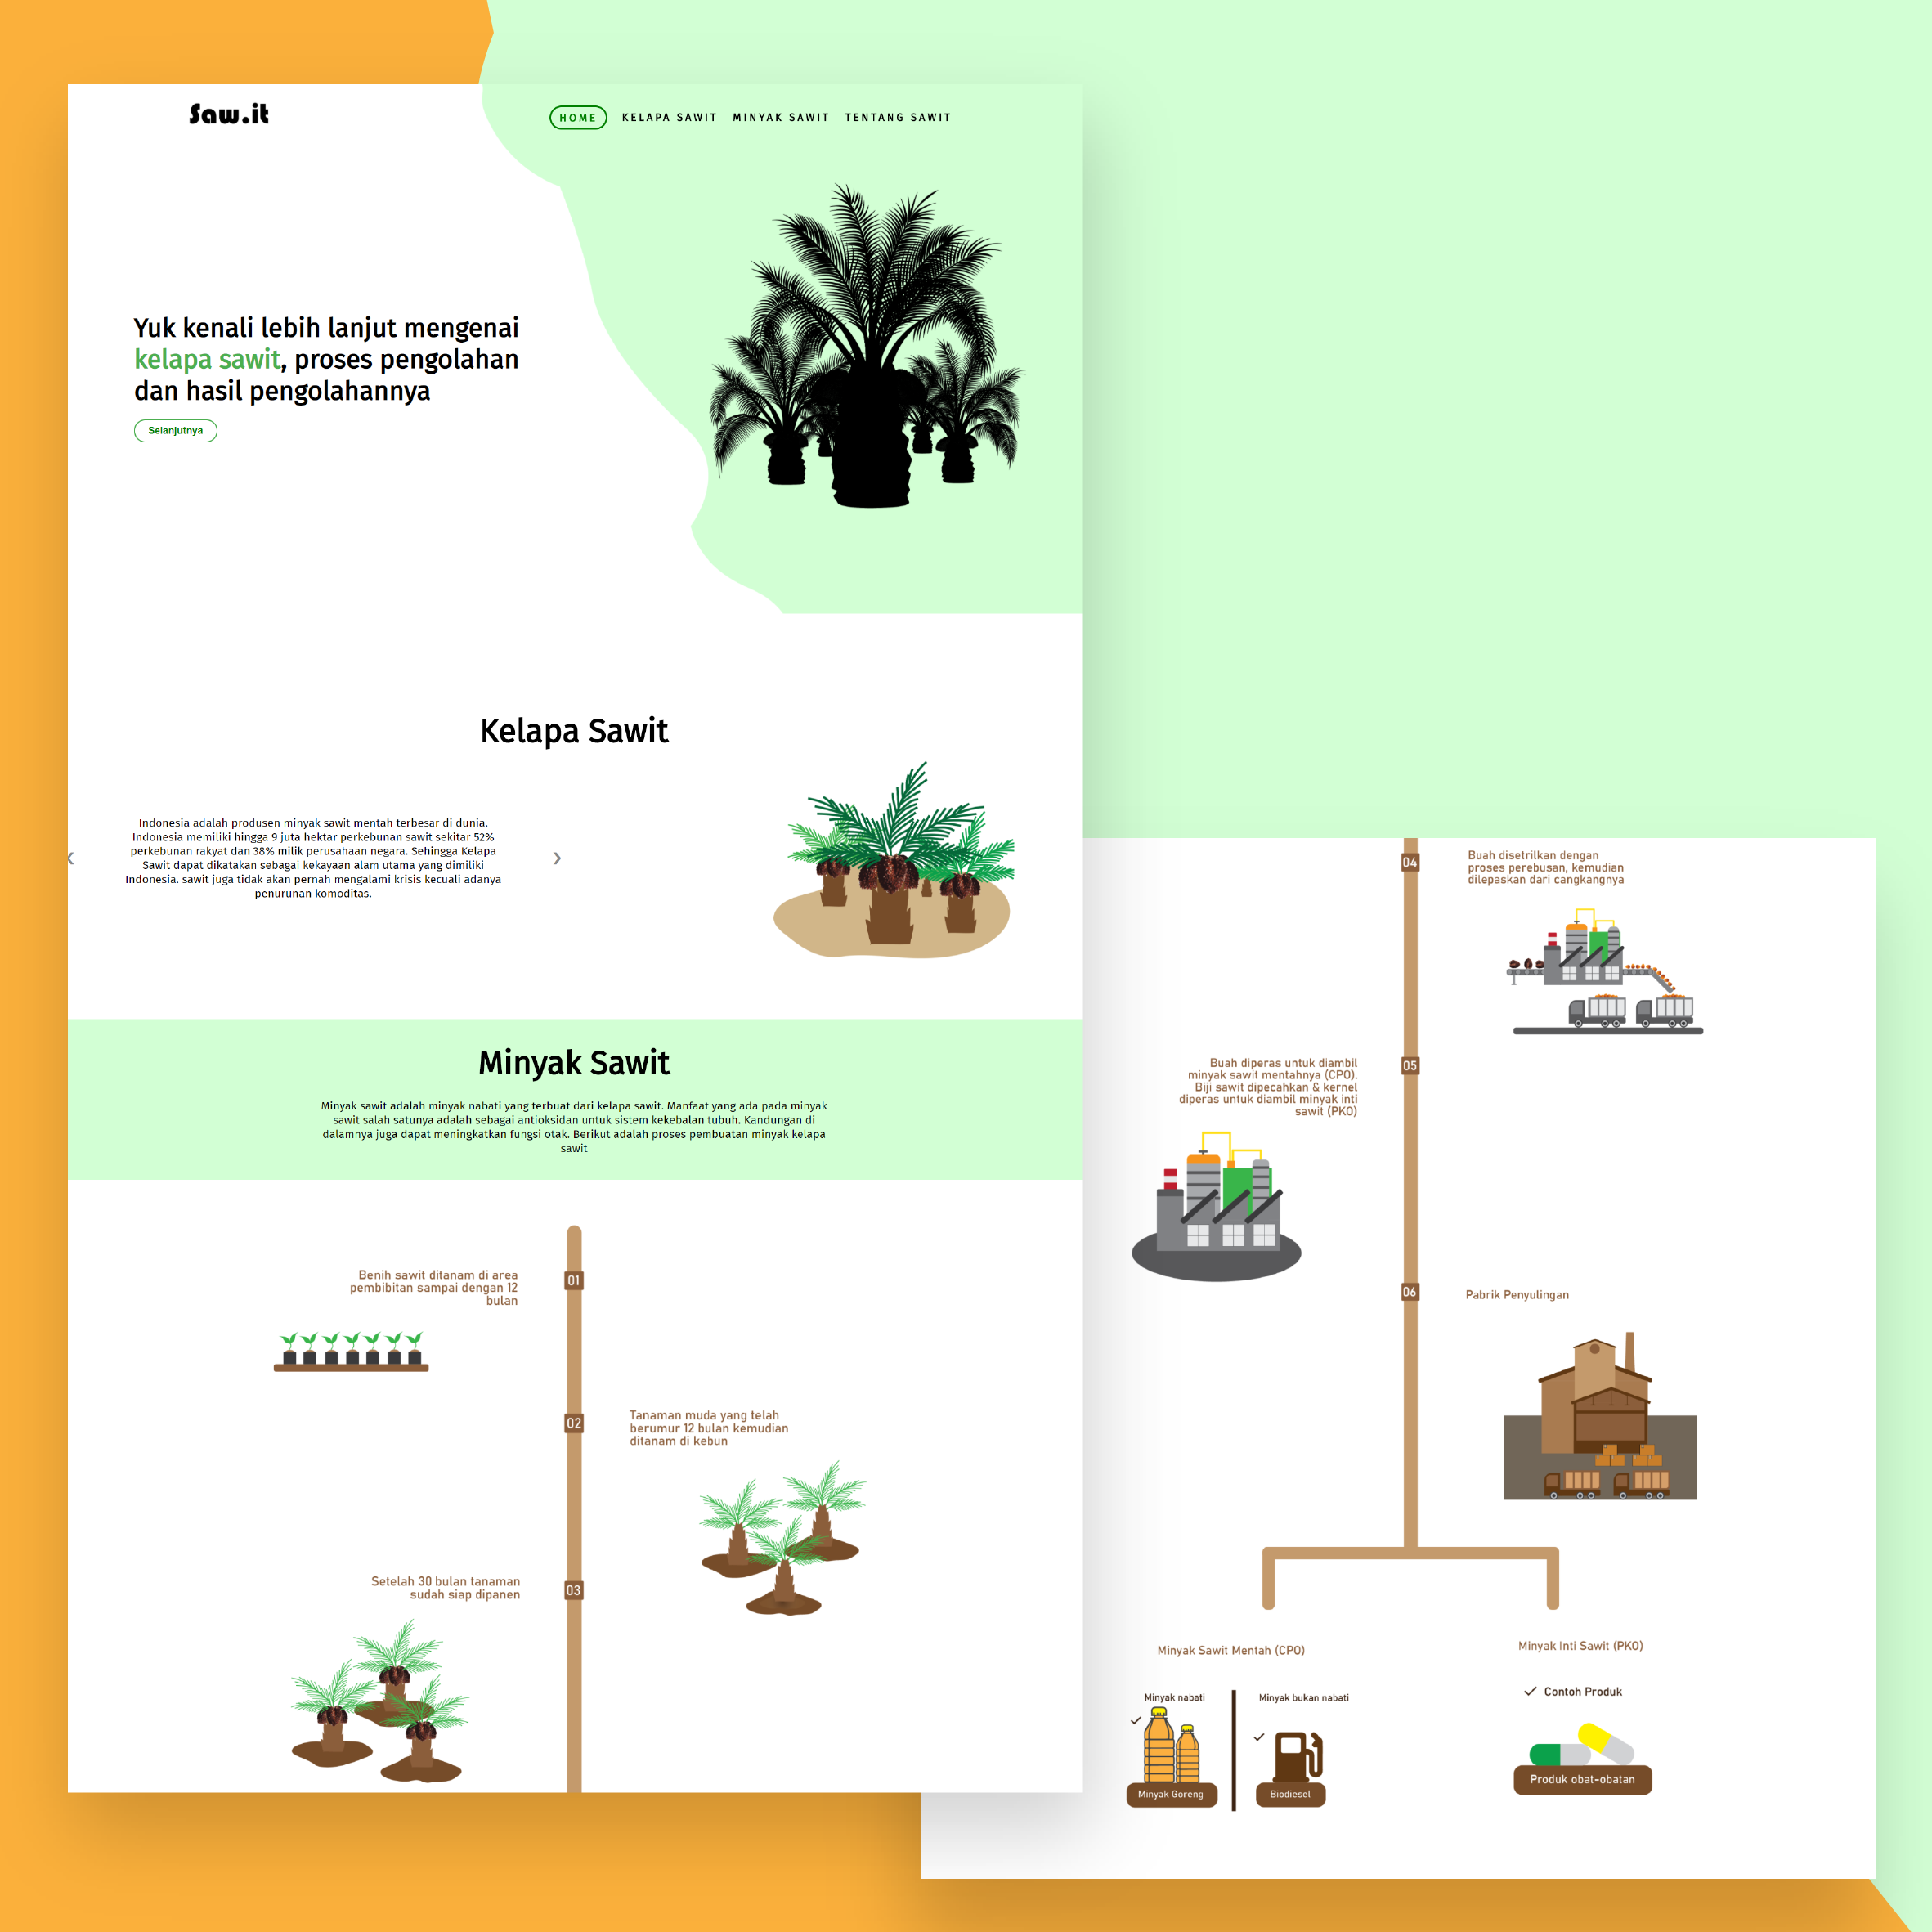 Saw.it
HOME KELAPA SAWIT MINYAK SAWIT TENTANG SAWIT
Yuk kenali lebih lanjut mengenai
kelapa sawit, proses pengolahan
dan hasil pengolahannya
Selanjutnya
Kelapa Sawit
Indonesia adalah produsen minyak sawit mentah terbesar di dunia.
Indonesia memiliki hingga 9 juta hektar perkebunan sawit sekitar 52%
perkebunan rakyat dan 38% milik perusahaan negara. Sehingga Kelapa
Sawit dapat dikatakan sebagai kekayaan alam utama yang dimiliki
Indonesia. sawit juga tidak akan pernah mengalami krisis kecuali adanya
penurunan komoditas.
Minyak Sawit
Minyak sawit adalah minyak nabati yang terbuat dari kelapa sawit. Manfaat yang ada pada minyak
sawit salah satunya adalah sebagai antioksidan untuk sistem kekebalan tubuh. Kandungan di
dalamnya juga dapat meningkatkan fungsi otak. Berikut adalah proses pembuatan minyak kelapa
sawit
01
Benih sawit ditanam di area
pembibitan sampai dengan 12
bulan
02
Tanaman muda yang telah
berumur 12 bulan kemudian
ditanam di kebun
03
Setelah 30 bulan tanaman
sudah siap dipanen
04
Buah disetrilkan dengan
proses perebusan, kemudian
dilepaskan dari cangkangnya
05
Buah diperas untuk diambil
minyak sawit mentahnya (CPO).
Biji sawit dipecahkan & kernel
diperas untuk diambil minyak inti
sawit (PKO)
06
Pabrik Penyulingan
Minyak Sawit Mentah (CPO)
Minyak nabati
Minyak Goreng
Minyak bukan nabati
Biodiesel
Minyak Inti Sawit (PKO)
Contoh Produk
Produk obat-obatan